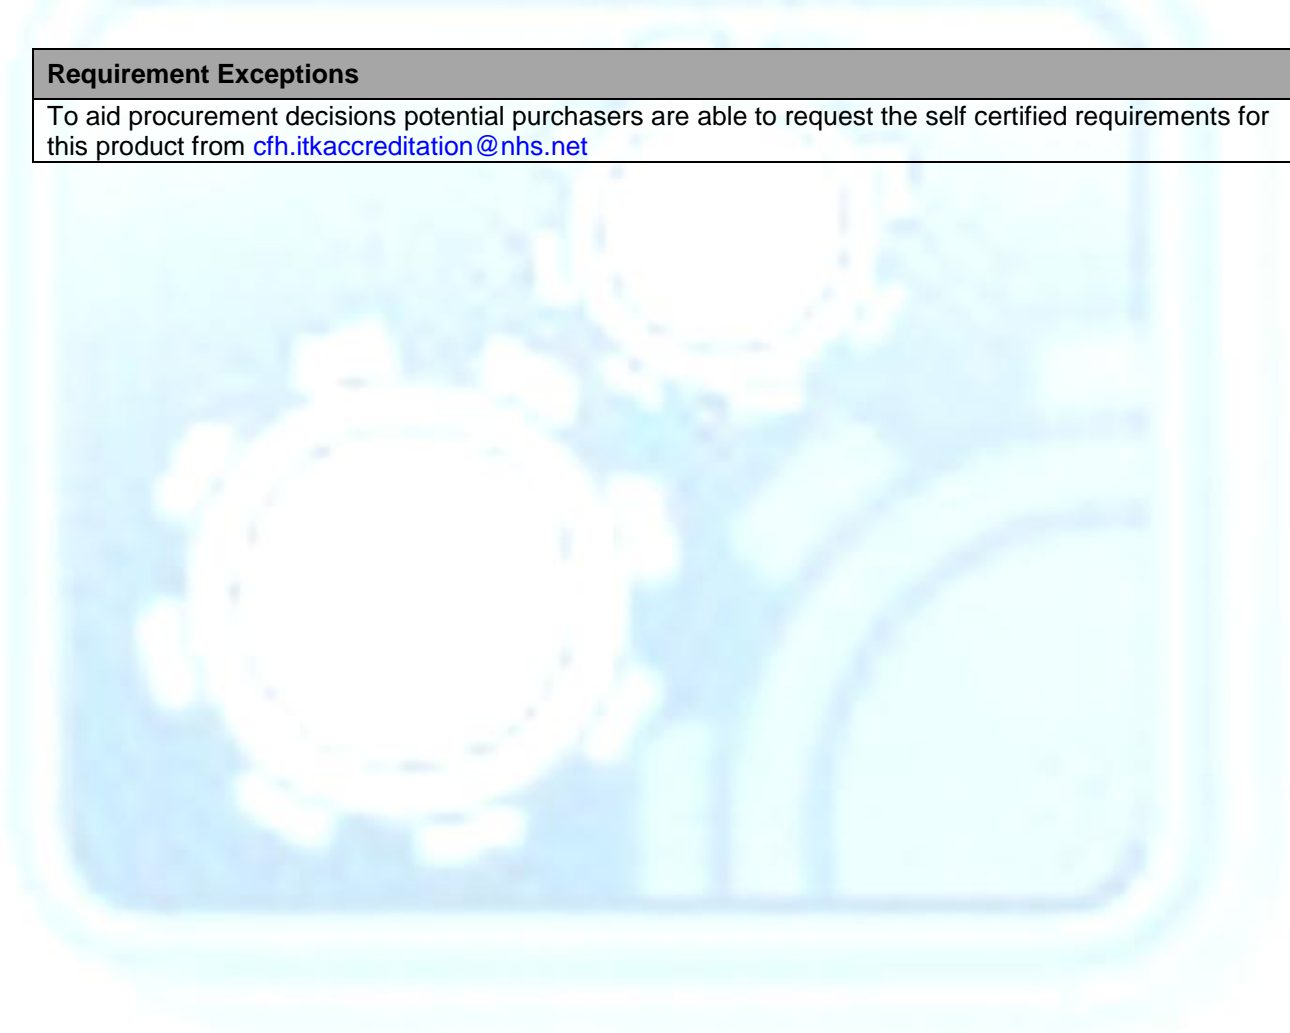 Requirement Exceptions
To aid procurement decisions potential purchasers are able to request the self certified requirements for
this product from cfh.itkaccreditation@nhs.net